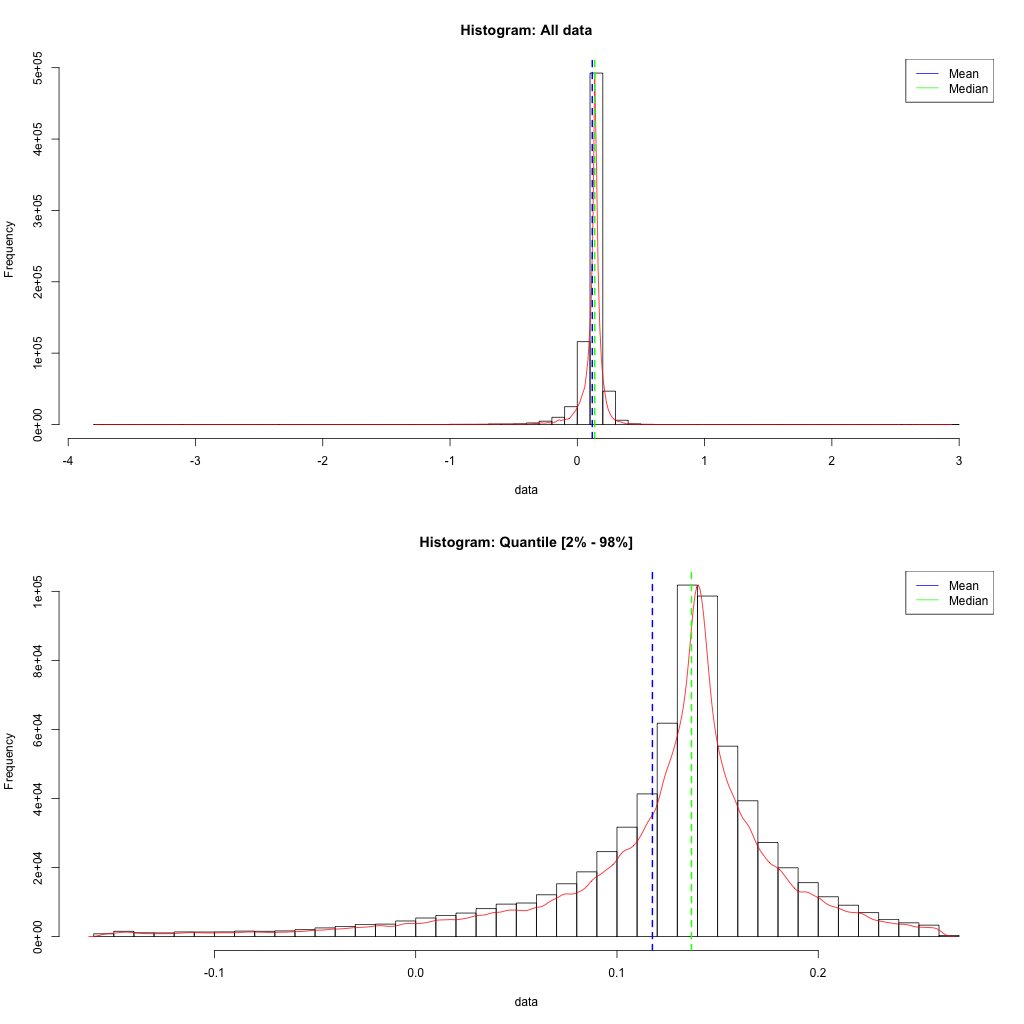 Histogram: All data
Mean
Median
Frequency
5e+05
4e+05
3e+05
2e+05
1e+05
0e+00
-4 -3 -2 -1 0 1 2 3
data
Histogram: Quantile [2% - 98%]
Mean
Median
Frequency
1e+05
8e+04
6e+04
4e+04
2e+04
0e+00
-0.1 0.0 0.1 0.2
data